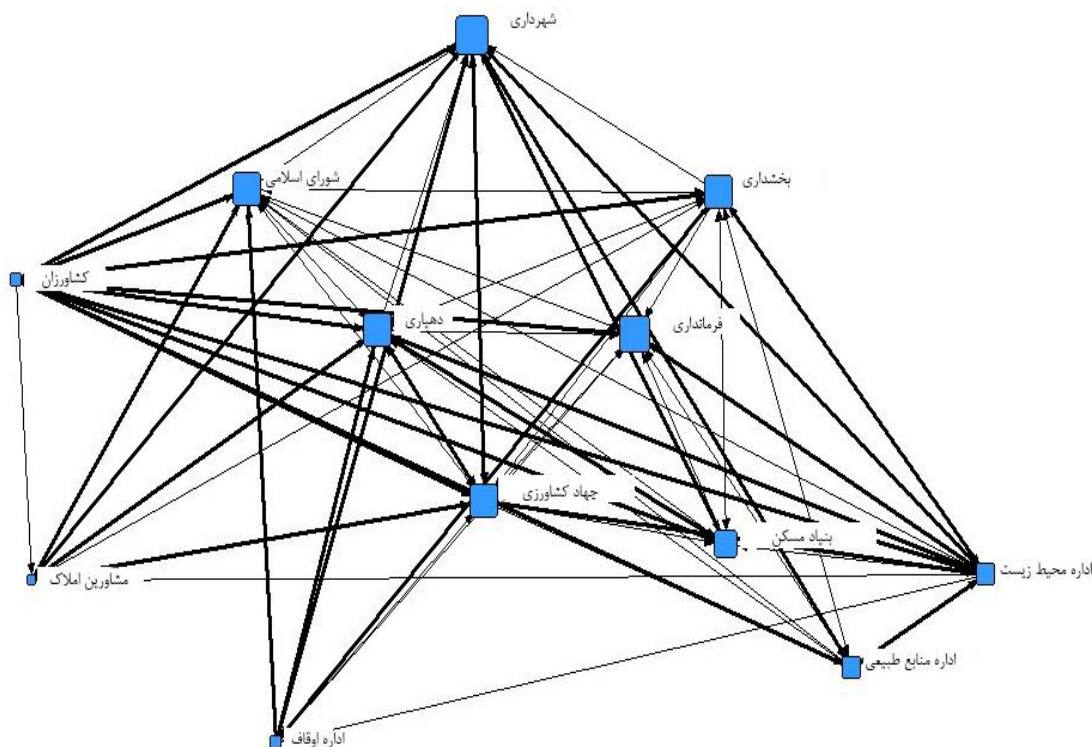 شهرداری
شورای اسلامی
بخشداری
کشاورزان
دهیاری
فرمانداری
جهاد کشاورزی
بنیاد مسکن
مشاورین املاک
اداره محیط زیست
اداره منابع طبیعی
اداره اوقاف